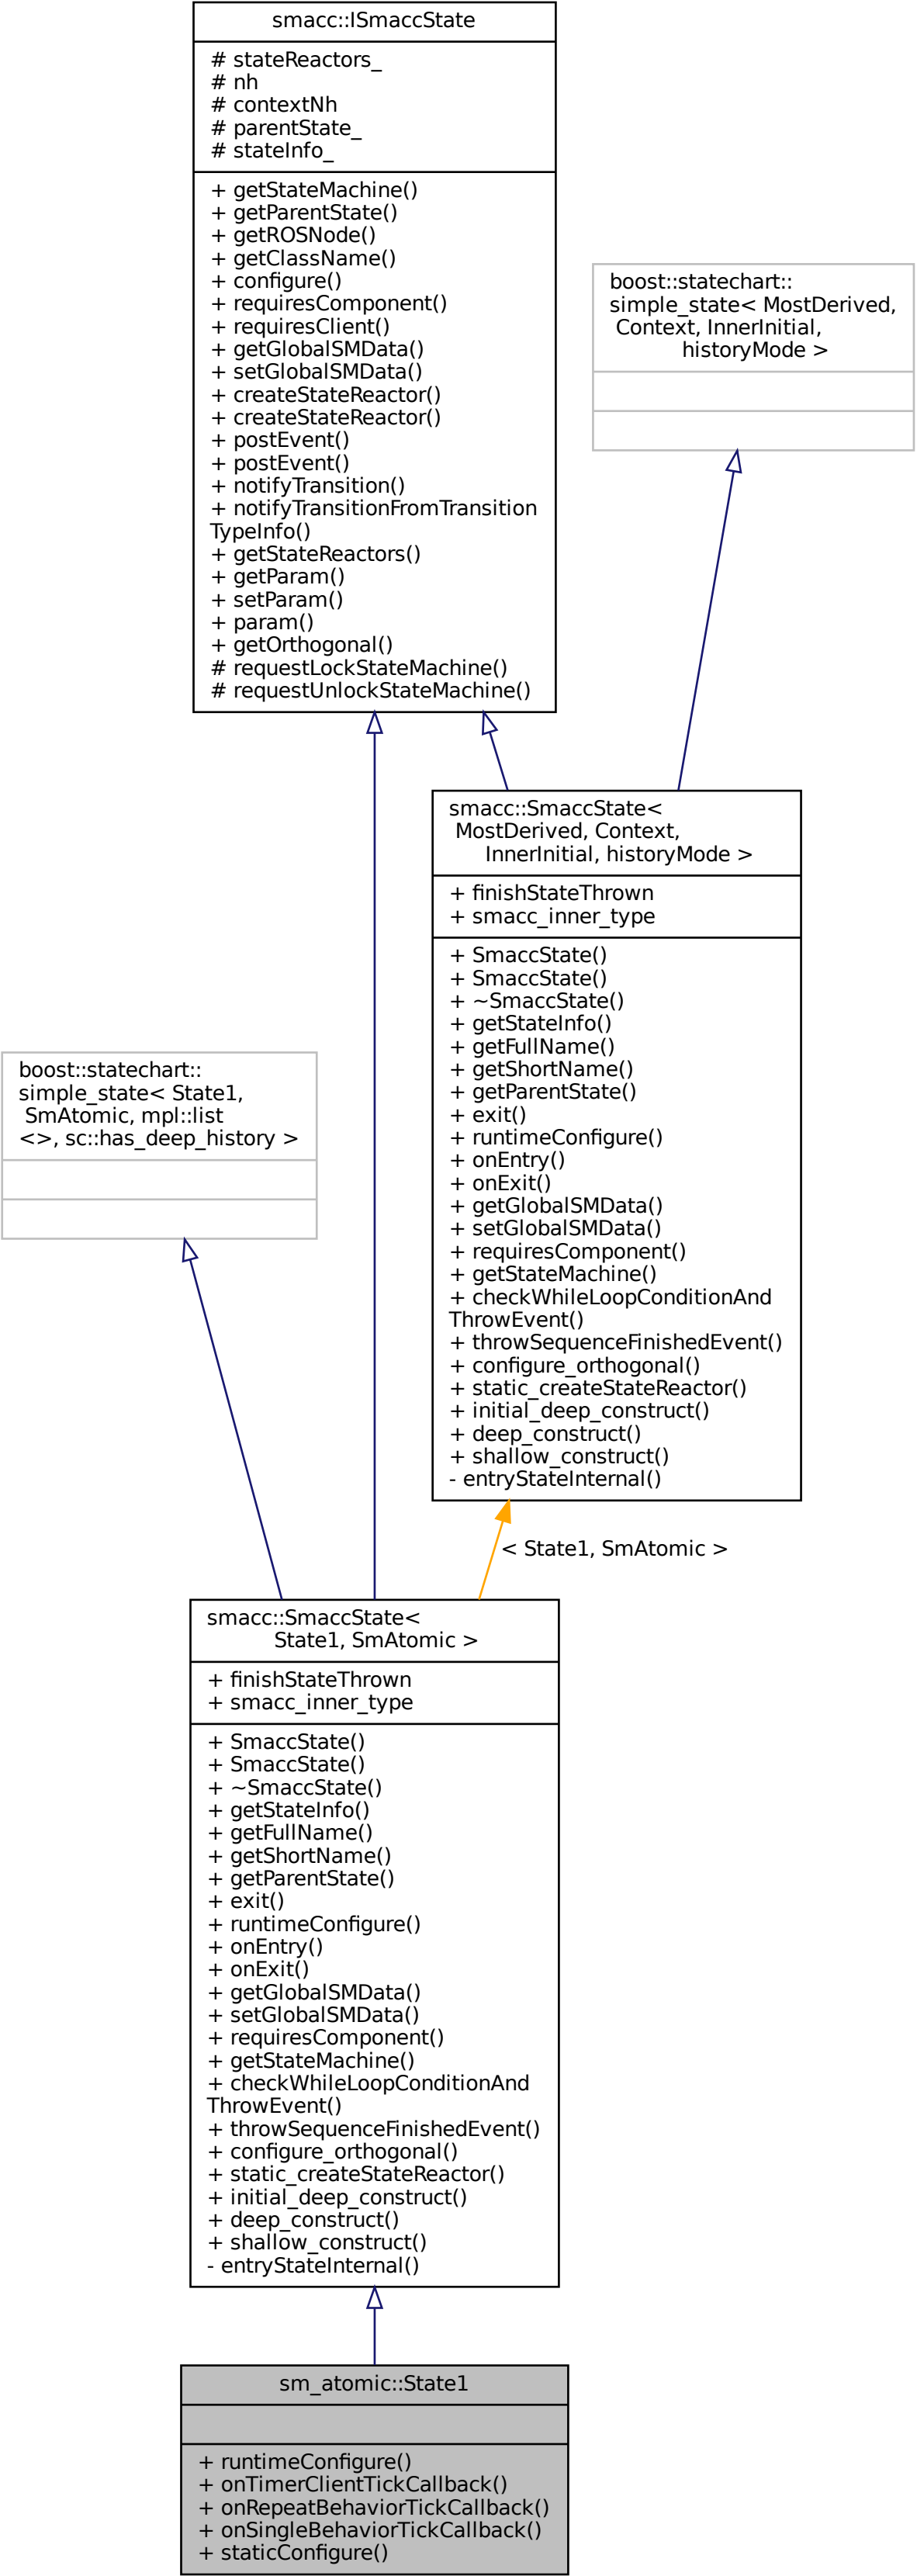 smacc::ISmaccState
# stateReactors_
# nh
# contextNh
# parentState_
# stateInfo_
+ getStateMachine()
+ getParentState()
+ getROSNode()
+ getClassName()
+ configure()
+ requiresComponent()
+ requiresClient()
+ getGlobalSMData()
+ setGlobalSMData()
+ createStateReactor()
+ createStateReactor()
+ postEvent()
+ postEvent()
+ notifyTransition()
+ notifyTransitionFromTransition
TypeInfo()
+ getStateReactors()
+ getParam()
+ setParam()
+ param()
+ getOrthogonal()
# requestLockStateMachine()
# requestUnlockStateMachine()
boost::statechart::
simple_state< MostDerived,
Context, InnerInitial,
historyMode >
smacc::SmaccState<
MostDerived, Context,
InnerInitial, historyMode >
+ finishStateThrown
+ smacc_inner_type
+ SmaccState()
+ SmaccState()
+ ~SmaccState()
+ getStateInfo()
+ getFullName()
+ getShortName()
+ getParentState()
+ exit()
+ runtimeConfigure()
+ onEntry()
+ onExit()
+ getGlobalSMData()
+ setGlobalSMData()
+ requiresComponent()
+ getStateMachine()
+ checkWhileLoopConditionAnd
ThrowEvent()
+ throwSequenceFinishedEvent()
+ configure_orthogonal()
+ static_createStateReactor()
+ initial_deep_construct()
+ deep_construct()
+ shallow_construct()
- entryStateInternal()
boost::statechart::
simple_state< State1,
SmAtomic, mpl::list
<>, sc::has_deep_history >
< State1, SmAtomic >
smacc::SmaccState<
State1, SmAtomic >
+ finishStateThrown
+ smacc_inner_type
+ SmaccState()
+ SmaccState()
+ ~SmaccState()
+ getStateInfo()
+ getFullName()
+ getShortName()
+ getParentState()
+ exit()
+ runtimeConfigure()
+ onEntry()
+ onExit()
+ getGlobalSMData()
+ setGlobalSMData()
+ requiresComponent()
+ getStateMachine()
+ checkWhileLoopConditionAnd
ThrowEvent()
+ throwSequenceFinishedEvent()
+ configure_orthogonal()
+ static_createStateReactor()
+ initial_deep_construct()
+ deep_construct()
+ shallow_construct()
- entryStateInternal()
sm_atomic::State1
+ runtimeConfigure()
+ onTimerClientTickCallback()
+ onRepeatBehaviorTickCallback()
+ onSingleBehaviorTickCallback()
+ staticConfigure()